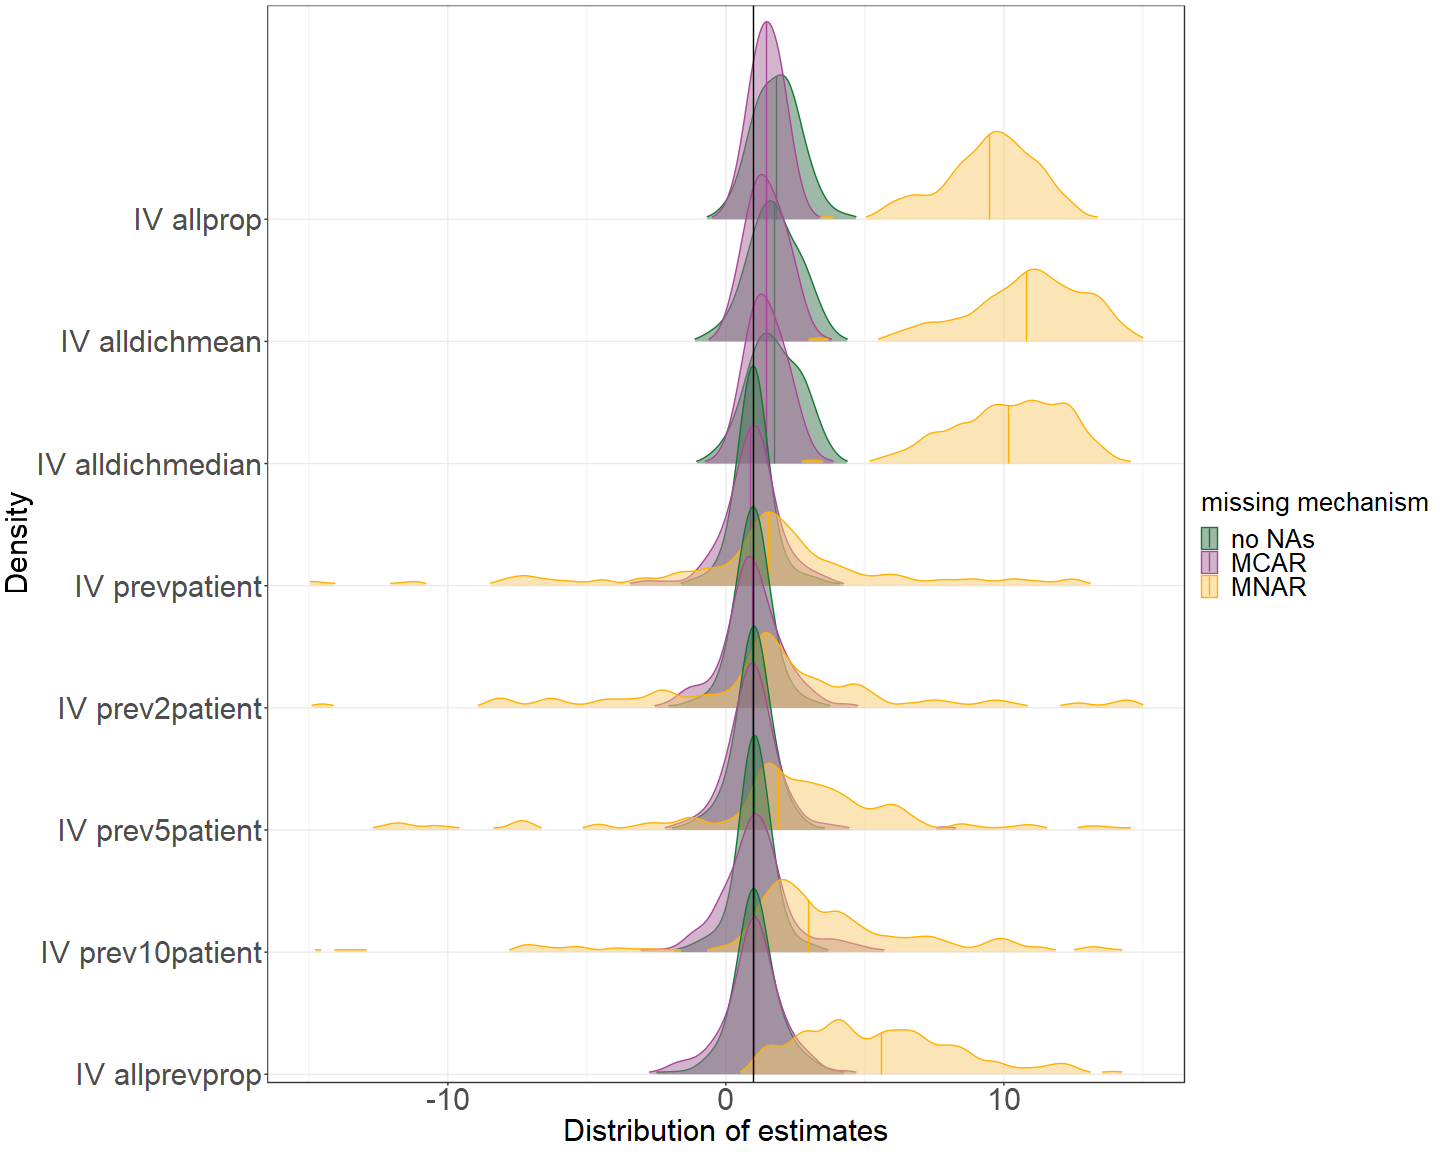 IV allprop
IV alldichmean
IV alldichmedian
IV prevpatient
IV prev2patient
IV prev5patient
IV prev10patient
IV allprevprop
Density
-10 0 10
Distribution of estimates
missing mechanism
no NAs
MCAR
MNAR